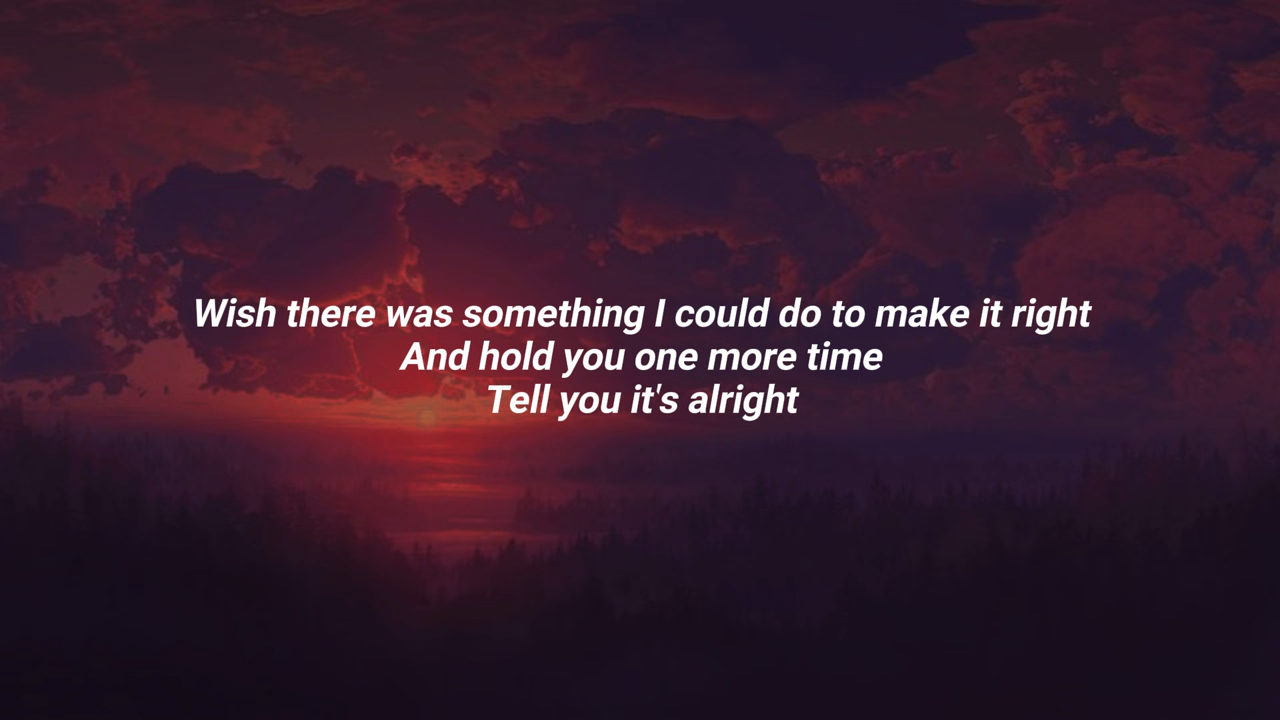 Wish there was something I could do to make it right
And hold you one more time
Tell you it's alright